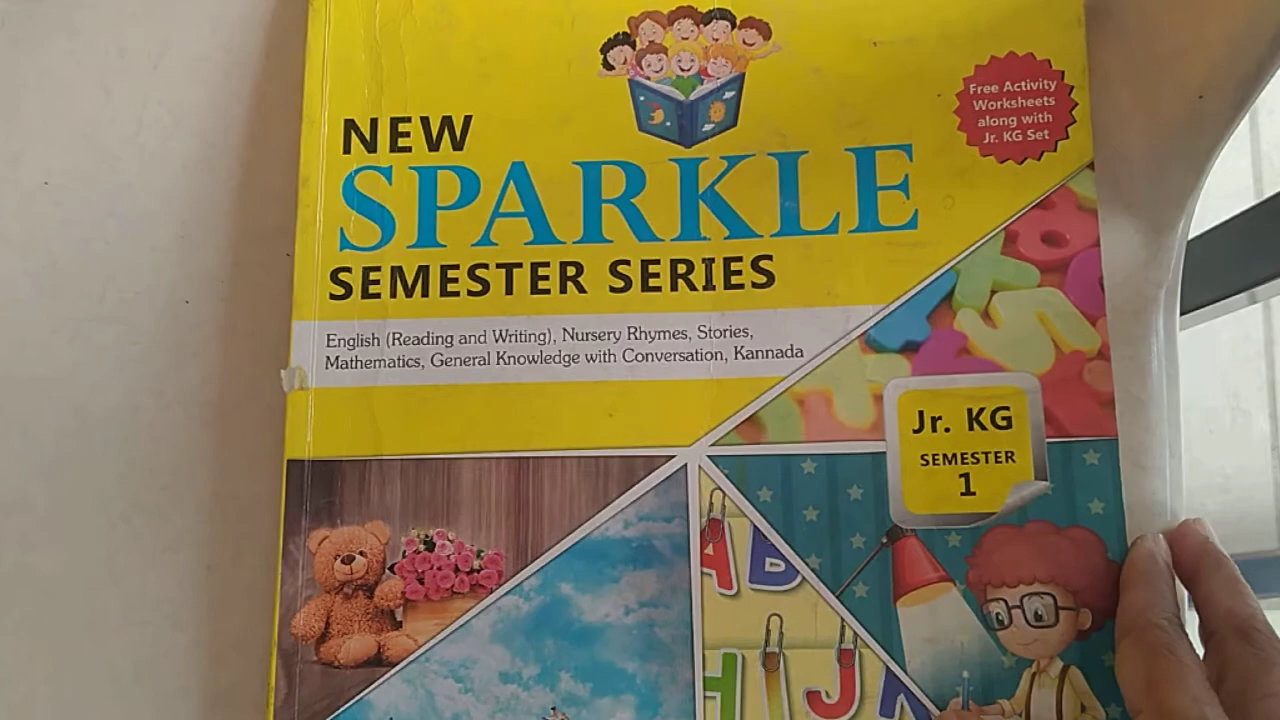 NEW
SPARKLE
SEMESTER SERIES
Free Activity
Worksheets
along with
Jr. KG Set
English (Reading and Writing), Nursery Rhymes, Stories,
Mathematics, General Knowledge with Conversation, Kannada
Jr. KG
SEMESTER
1
A B
H I J K